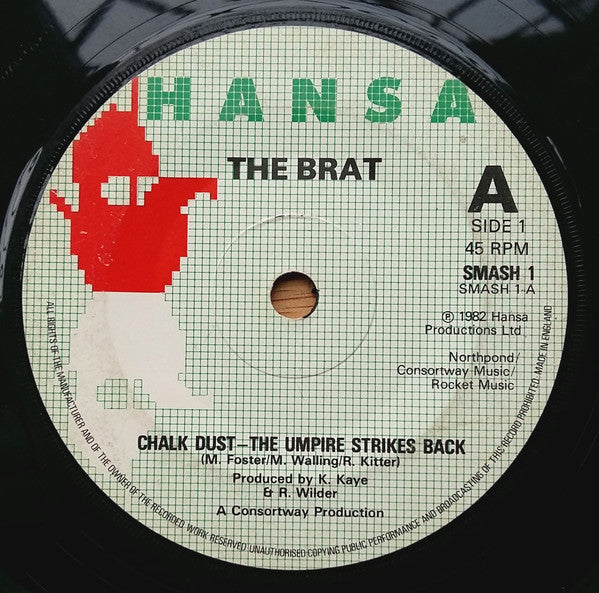 HANSA
THE BRAT
A
SIDE 1
45 RPM
SMASH 1
SMASH 1-A
℗ 1982 Hansa
Productions Ltd
Northpond/
Consortway Music/
Rocket Music
CHALK DUST–THE UMPIRE STRIKES BACK
(M. Foster/M. Walling/R. Kitter)
Produced by K. Kaye
& R. Wilder
A Consortway Production
ALL RIGHTS OF THE MANUFACTURER AND OF THE OWNER OF THE RECORDED WORK RESERVED. UNAUTHORISED COPYING PUBLIC PERFORMANCE AND BROADCASTING OF THIS RECORD PROHIBITED. MADE IN ENGLAND